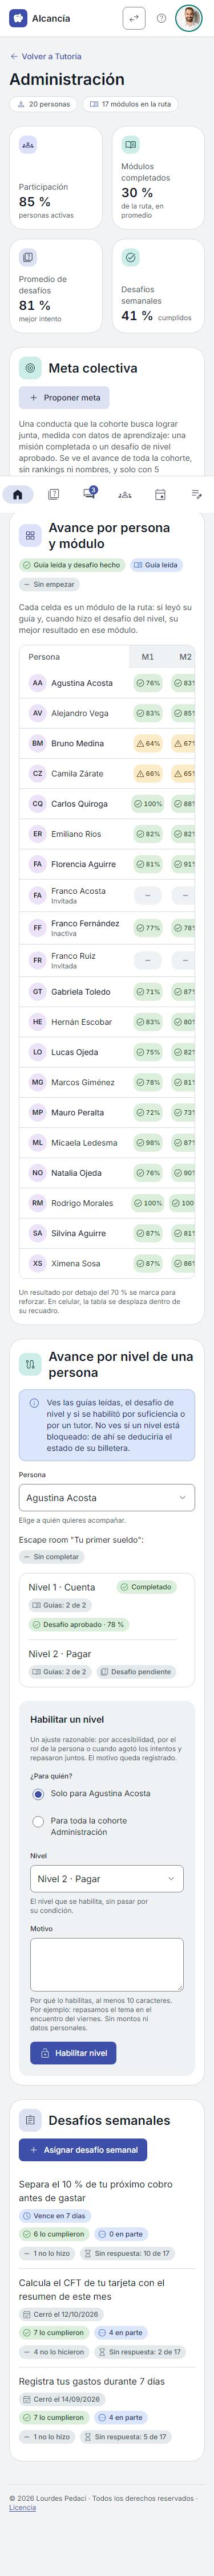 Alcancía
Volver a Tutoría
Administración
20 personas
17 módulos en la ruta
Participación
85 %
personas activas
Módulos
completados
30 %
de la ruta, en
promedio
Promedio de
desafíos
81 %
mejor intento
Desafíos
semanales
41 % cumplidos
Meta colectiva
Proponer meta
Una conducta que la cohorte busca lograr
junta, medida con datos de aprendizaje: una
misión completada o un desafío de nivel
aprobado. Se ve el avance de toda la cohorte,
sin rankings ni nombres, y solo con 5
3
Avance por persona
y módulo
Guía leída y desafío hecho
Guía leída
Sin empezar
Cada celda es un módulo de la ruta: si leyó su
guía y, cuando hizo el desafío del nivel, su
mejor resultado en ese módulo.
Persona M1 M2
AA Agustina Acosta 76% 83%
AV Alejandro Vega 83% 85%
BM Bruno Medina 64% 67%
CZ Camila Zárate 66% 65%
CQ Carlos Quiroga 100% 88%
ER Emiliano Ríos 82% 82%
FA Florencia Aguirre 81% 91%
FA Franco Acosta – –
Invitada
FF Franco Fernández 77% 78%
Inactiva
FR Franco Ruiz – –
Invitada
GT Gabriela Toledo 71% 87%
HE Hernán Escobar 83% 80%
LO Lucas Ojeda 75% 82%
MG Marcos Giménez 78% 81%
MP Mauro Peralta 72% 73%
ML Micaela Ledesma 98% 87%
NO Natalia Ojeda 76% 90%
RM Rodrigo Morales 100% 100
SA Silvina Aguirre 87% 81%
XS Ximena Sosa 87% 86%
Un resultado por debajo del 70 % se marca para
reforzar. En celular, la tabla se desplaza dentro de
su recuadro.
Avance por nivel de una
persona
Ves las guías leídas, el desafío de
nivel y si se habilitó por suficiencia o
por un tutor. No ves si un nivel está
bloqueado: de ahí se deduciría el
estado de su billetera.
Persona
Agustina Acosta
Elige a quién quieres acompañar.
Escape room "Tu primer sueldo":
Sin completar
Nivel 1 · Cuenta
Completado
Guías: 2 de 2
Desafío aprobado · 78 %
Nivel 2 · Pagar
Guías: 2 de 2
Desafío pendiente
Habilitar un nivel
Un ajuste razonable: por accesibilidad, por el
rol de la persona o cuando agotó los intentos y
repasaron juntos. El motivo queda registrado.
¿Para quién?
Solo para Agustina Acosta
Para toda la cohorte
Administración
Nivel
Nivel 2 · Pagar
El nivel que se habilita, sin pasar por
su condición.
Motivo
Por qué lo habilitas, al menos 10 caracteres.
Por ejemplo: repasamos el tema en el
encuentro del viernes. Sin montos ni
datos personales.
Habilitar nivel
Desafíos semanales
Asignar desafío semanal
Separa el 10 % de tu próximo cobro
antes de gastar
Vence en 7 días
6 lo cumplieron
0 en parte
1 no lo hizo
Sin respuesta: 10 de 17
Calcula el CFT de tu tarjeta con el
resumen de este mes
Cerró el 12/10/2026
7 lo cumplieron
4 en parte
4 no lo hicieron
Sin respuesta: 2 de 17
Registra tus gastos durante 7 días
Cerró el 14/09/2026
7 lo cumplieron
4 en parte
1 no lo hizo
Sin respuesta: 5 de 17
© 2026 Lourdes Pedaci · Todos los derechos reservados ·
Licencia